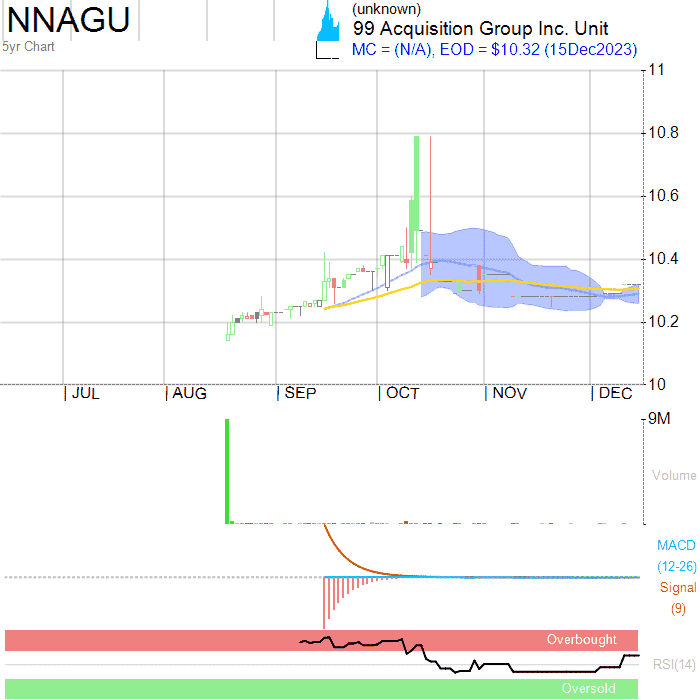 NNAGU
5yr Chart
(unknown)
99 Acquisition Group Inc. Unit
MC = (N/A), EOD = $10.32 (15Dec2023)
11
10.8
10.6
10.4
10.2
10
JUL AUG SEP OCT NOV DEC
9M
Volume
MACD
(12-26)
Signal
(9)
Overbought
RSI(14)
Oversold